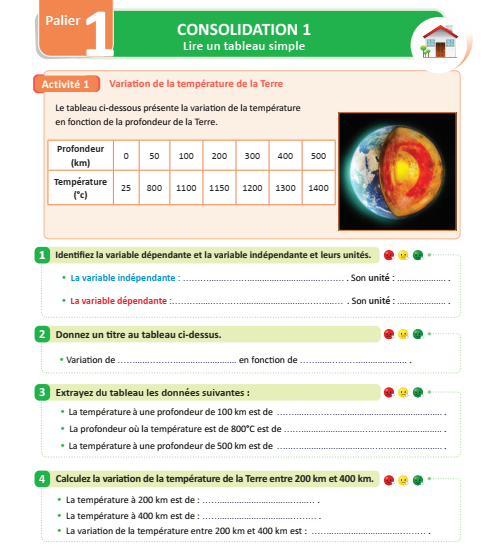 Palier 1
CONSOLIDATION 1
Lire un tableau simple
Activité 1 Variation de la température de la Terre
Le tableau ci-dessous présente la variation de la température
en fonction de la profondeur de la Terre.
Profondeur (km) 0 50 100 200 300 400 500
Température (°c) 25 800 1100 1150 1200 1300 1400
1 Identifiez la variable dépendante et la variable indépendante et leurs unités.
• La variable indépendante : ................................................... . Son unité : .................. .
• La variable dépendante :................................................... . Son unité : .................. .
2 Donnez un titre au tableau ci-dessus.
• Variation de ........................................ en fonction de ..................................... .
3 Extrayez du tableau les données suivantes :
• La température à une profondeur de 100 km est de ....................................................... .
• La profondeur où la température est de 800°C est de ..................................................... .
• La température à une profondeur de 500 km est de ....................................................... .
4 Calculez la variation de la température de la Terre entre 200 km et 400 km.
• La température à 200 km est de : ...................................... .
• La température à 400 km est de : ...................................... .
• La variation de la température entre 200 km et 400 km est : ...................................... .